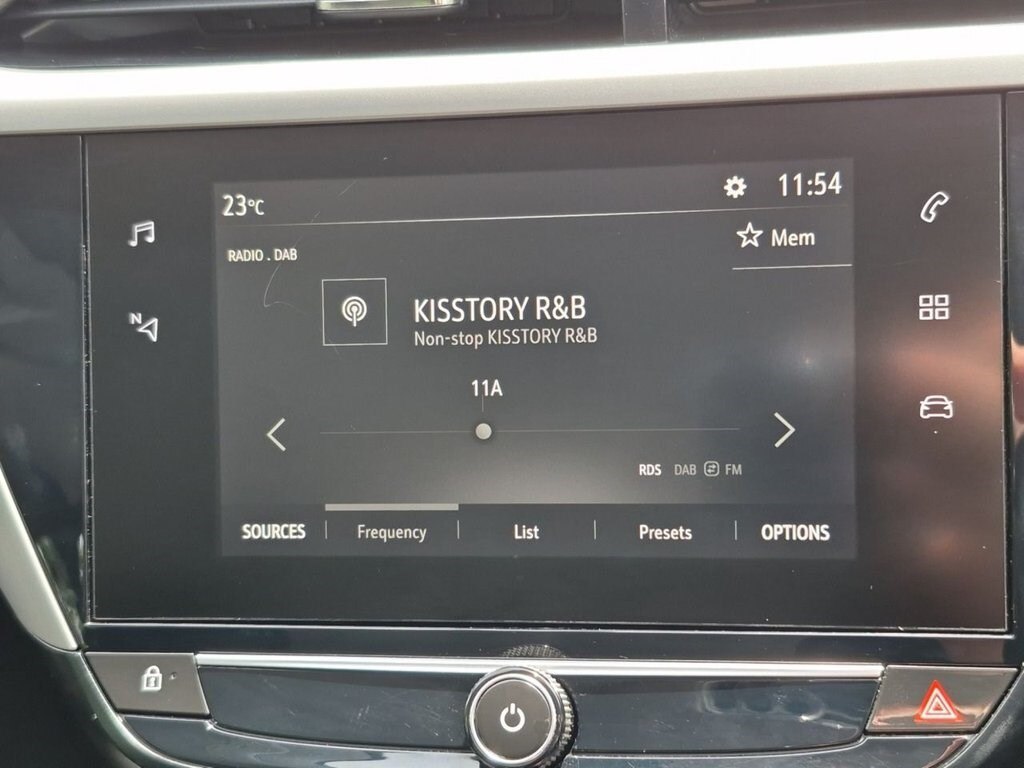 23°C
11:54
☆ Mem
RADIO . DAB
KISSTORY R&B
Non-stop KISSTORY R&B
11A
RDS DAB FM
SOURCES Frequency List Presets OPTIONS
N